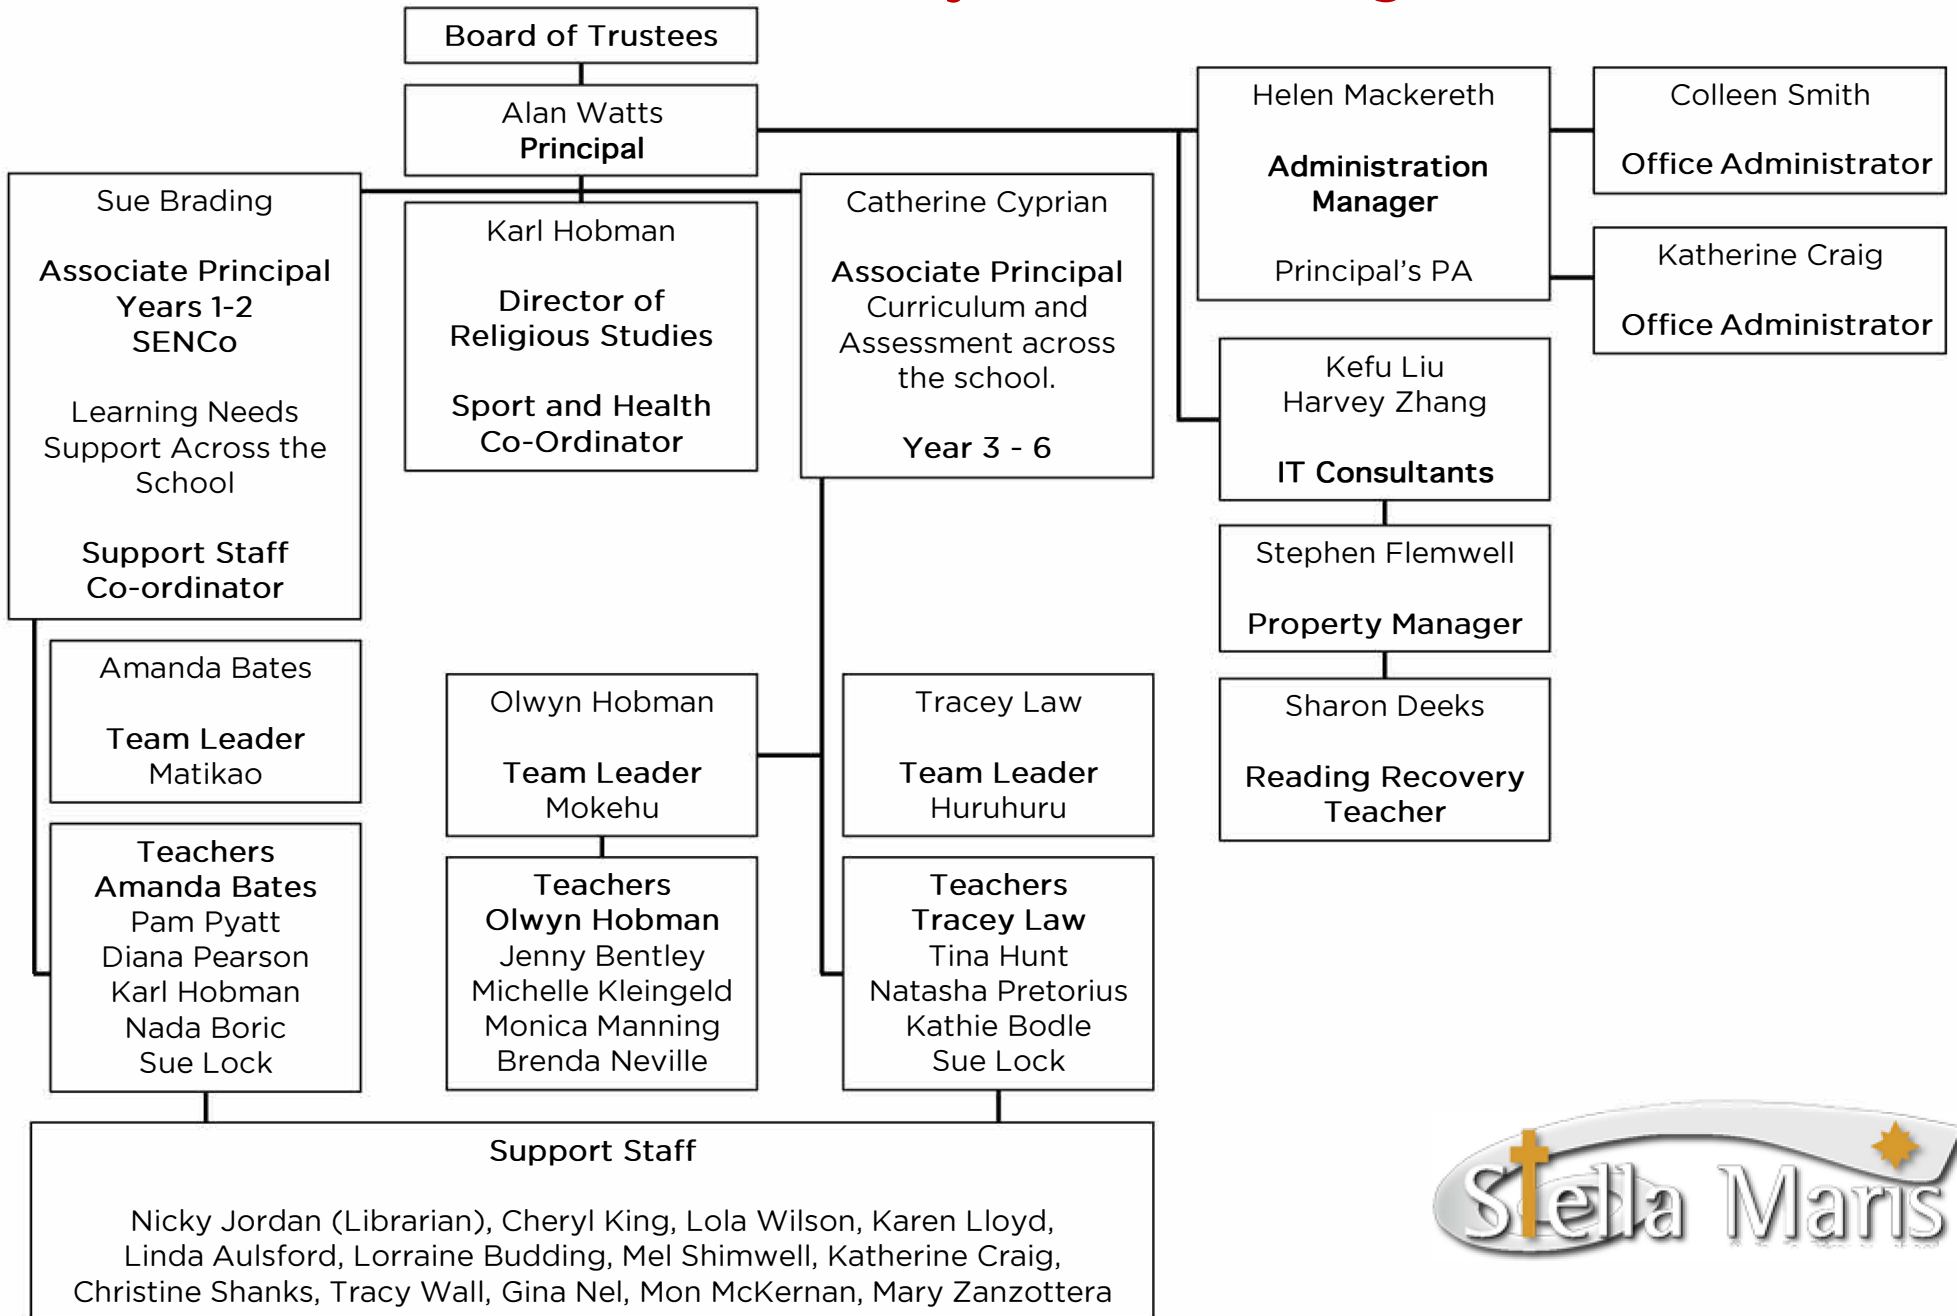 Board of Trustees
Alan Watts
Principal
Sue Brading
Associate Principal
Years 1-2
SENCo
Learning Needs
Support Across the
School
Support Staff
Co-ordinator
Karl Hobman
Director of
Religious Studies
Sport and Health
Co-Ordinator
Catherine Cyprian
Associate Principal
Curriculum and
Assessment across
the school.
Year 3 - 6
Helen Mackereth
Administration
Manager
Principal's PA
Colleen Smith
Office Administrator
Katherine Craig
Office Administrator
Kefu Liu
Harvey Zhang
IT Consultants
Stephen Flemwell
Property Manager
Sharon Deeks
Reading Recovery
Teacher
Amanda Bates
Team Leader
Matikao
Teachers
Amanda Bates
Pam Pyatt
Diana Pearson
Karl Hobman
Nada Boric
Sue Lock
Olwyn Hobman
Team Leader
Mokehu
Teachers
Olwyn Hobman
Jenny Bentley
Michelle Kleingeld
Monica Manning
Brenda Neville
Tracey Law
Team Leader
Huruhuru
Teachers
Tracey Law
Tina Hunt
Natasha Pretorius
Kathie Bodle
Sue Lock
Support Staff
Nicky Jordan (Librarian), Cheryl King, Lola Wilson, Karen Lloyd,
Linda Aulsford, Lorraine Budding, Mel Shimwell, Katherine Craig,
Christine Shanks, Tracy Wall, Gina Nel, Mon McKernan, Mary Zanzottera
Stella Maris